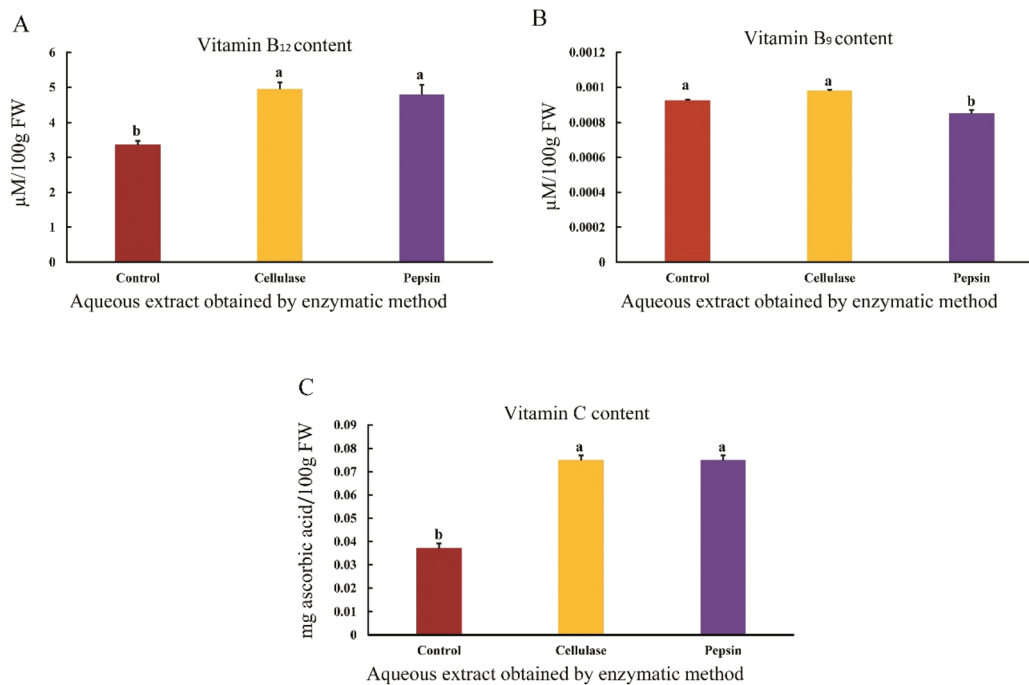 A
Vitamin B₁₂ content
μM/100g FW
6
5
4
3
2
1
0
b
a
a
Control Cellulase Pepsin
Aqueous extract obtained by enzymatic method
B
Vitamin B₉ content
μM/100g FW
0.0012
0.001
0.0008
0.0006
0.0004
0.0002
0
a
a
b
Control Cellulase Pepsin
Aqueous extract obtained by enzymatic method
C
Vitamin C content
mg ascorbic acid/100g FW
0.09
0.08
0.07
0.06
0.05
0.04
0.03
0.02
0.01
0
b
a
a
Control Cellulase Pepsin
Aqueous extract obtained by enzymatic method